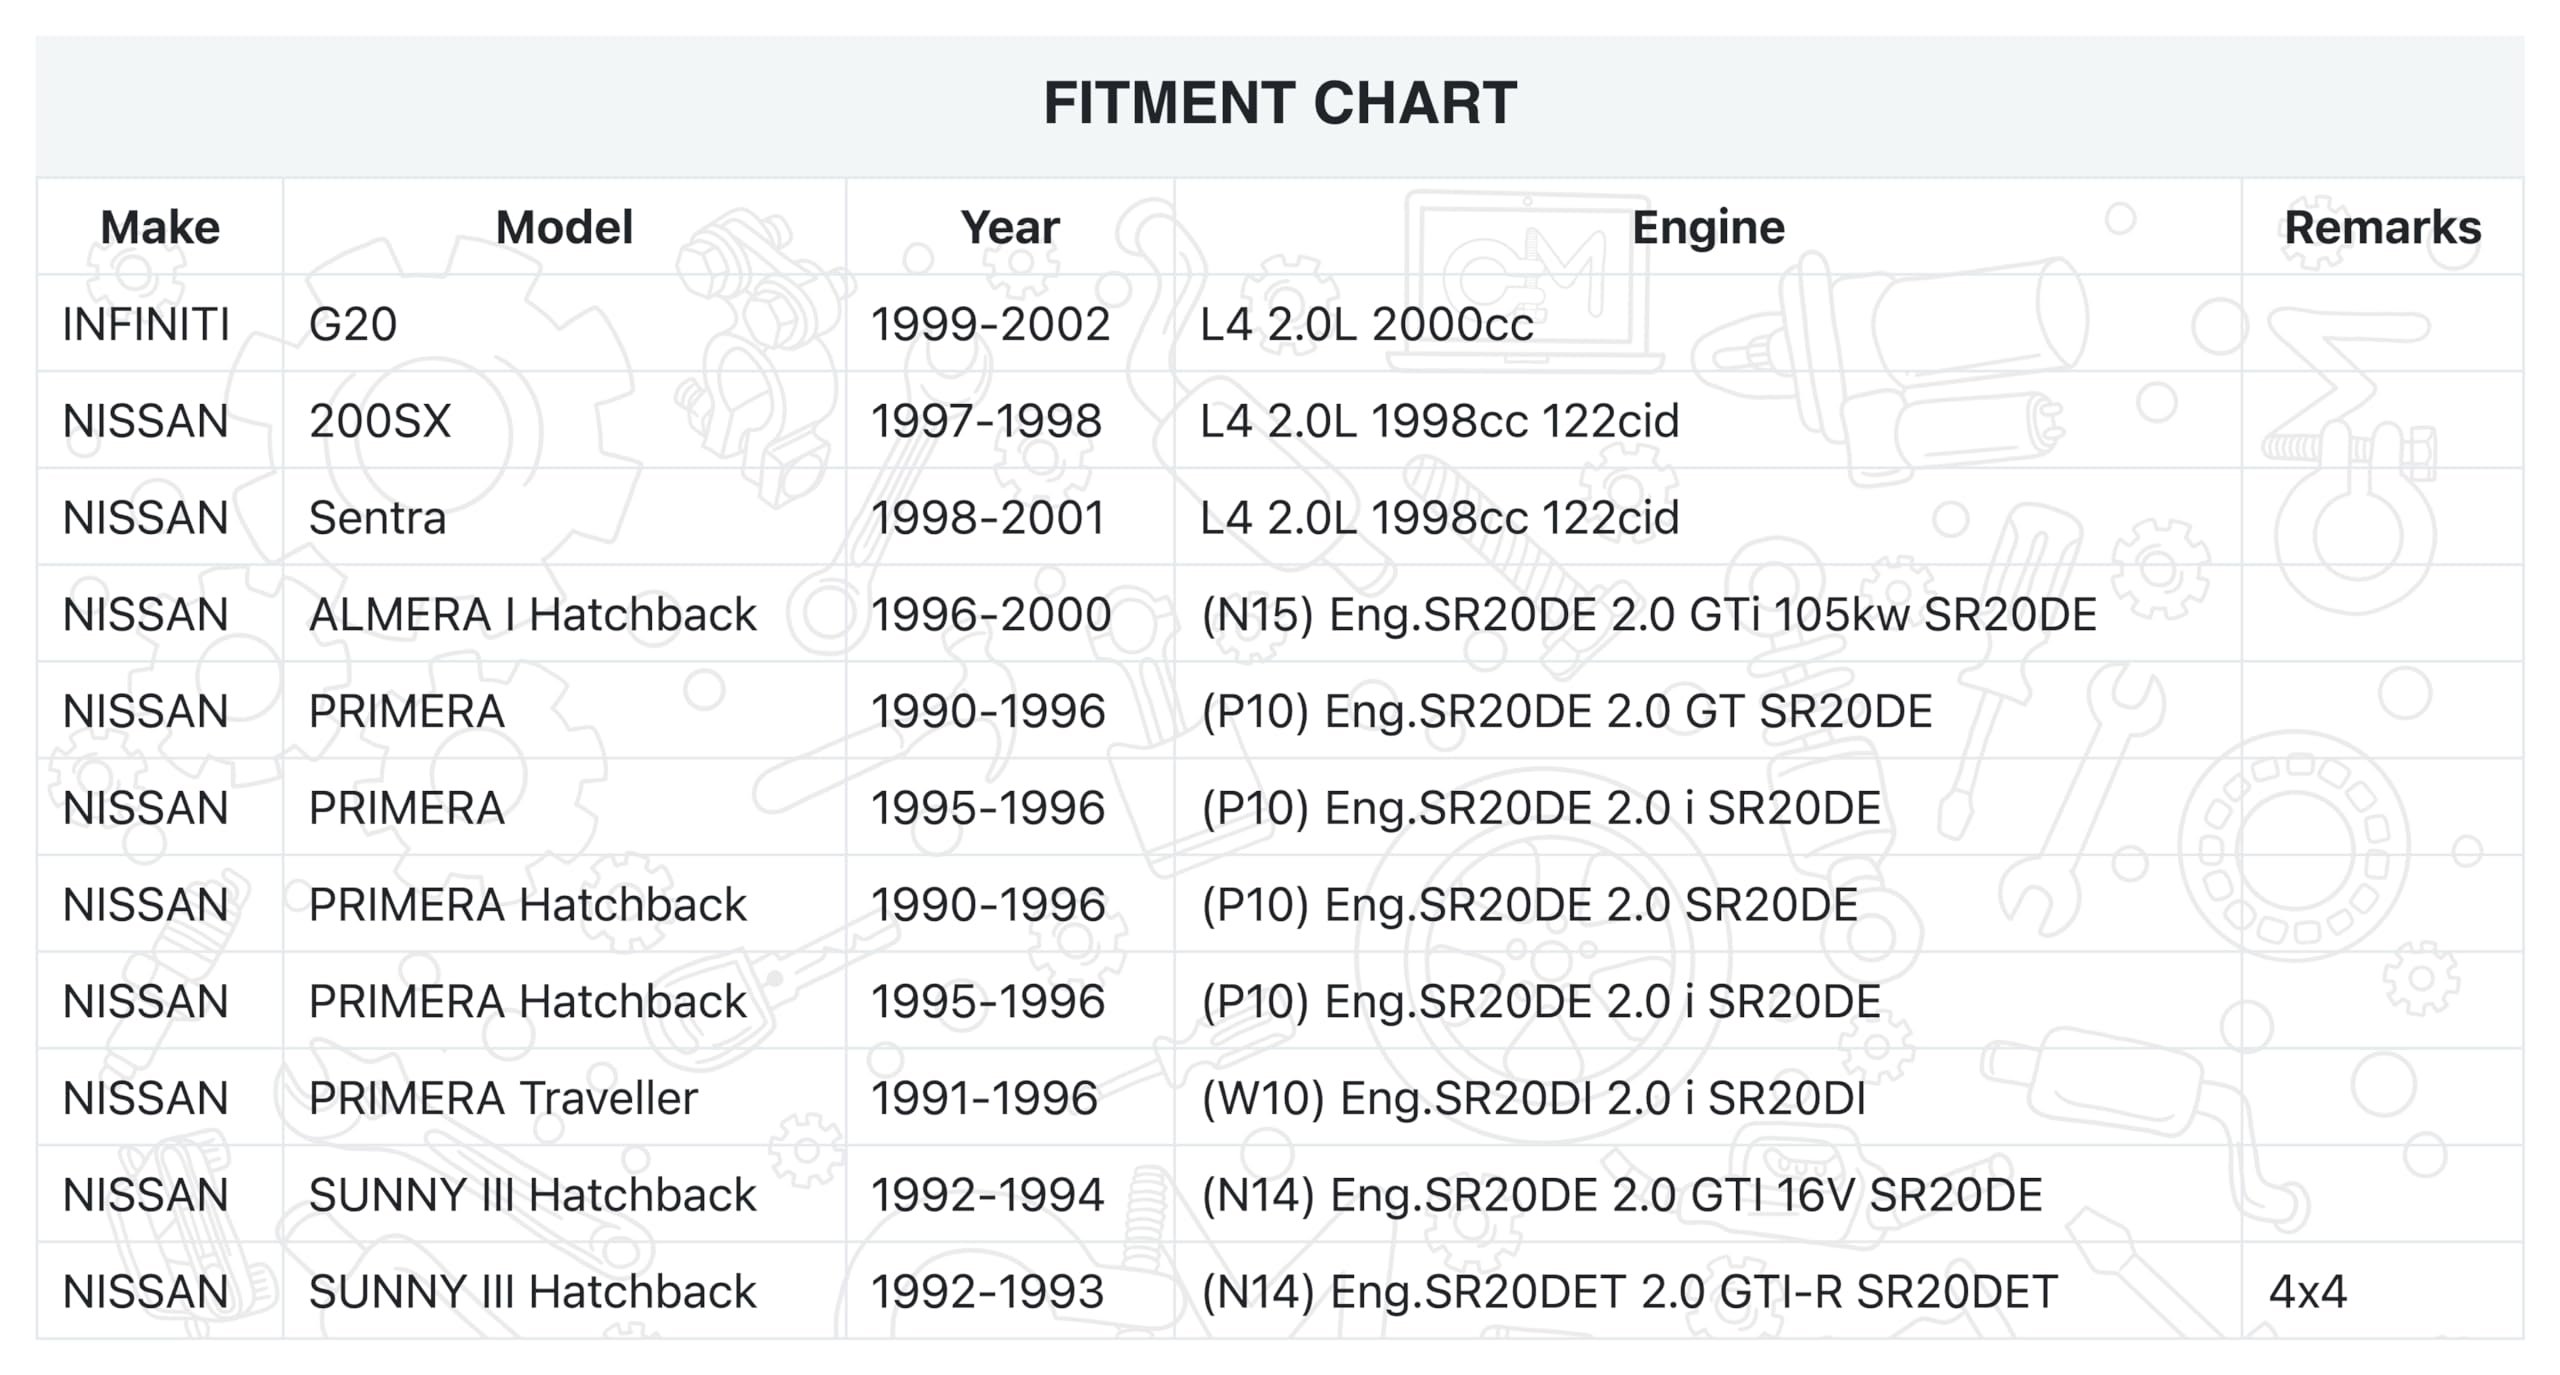 FITMENT CHART
Make Model Year Engine Remarks
INFINITI G20 1999-2002 L4 2.0L 2000cc
NISSAN 200SX 1997-1998 L4 2.0L 1998cc 122cid
NISSAN Sentra 1998-2001 L4 2.0L 1998cc 122cid
NISSAN ALMERA I Hatchback 1996-2000 (N15) Eng.SR20DE 2.0 GTi 105kw SR20DE
NISSAN PRIMERA 1990-1996 (P10) Eng.SR20DE 2.0 GT SR20DE
NISSAN PRIMERA 1995-1996 (P10) Eng.SR20DE 2.0 i SR20DE
NISSAN PRIMERA Hatchback 1990-1996 (P10) Eng.SR20DE 2.0 SR20DE
NISSAN PRIMERA Hatchback 1995-1996 (P10) Eng.SR20DE 2.0 i SR20DE
NISSAN PRIMERA Traveller 1991-1996 (W10) Eng.SR20DI 2.0 i SR20DI
NISSAN SUNNY III Hatchback 1992-1994 (N14) Eng.SR20DE 2.0 GTI 16V SR20DE
NISSAN SUNNY III Hatchback 1992-1993 (N14) Eng.SR20DET 2.0 GTI-R SR20DET 4x4